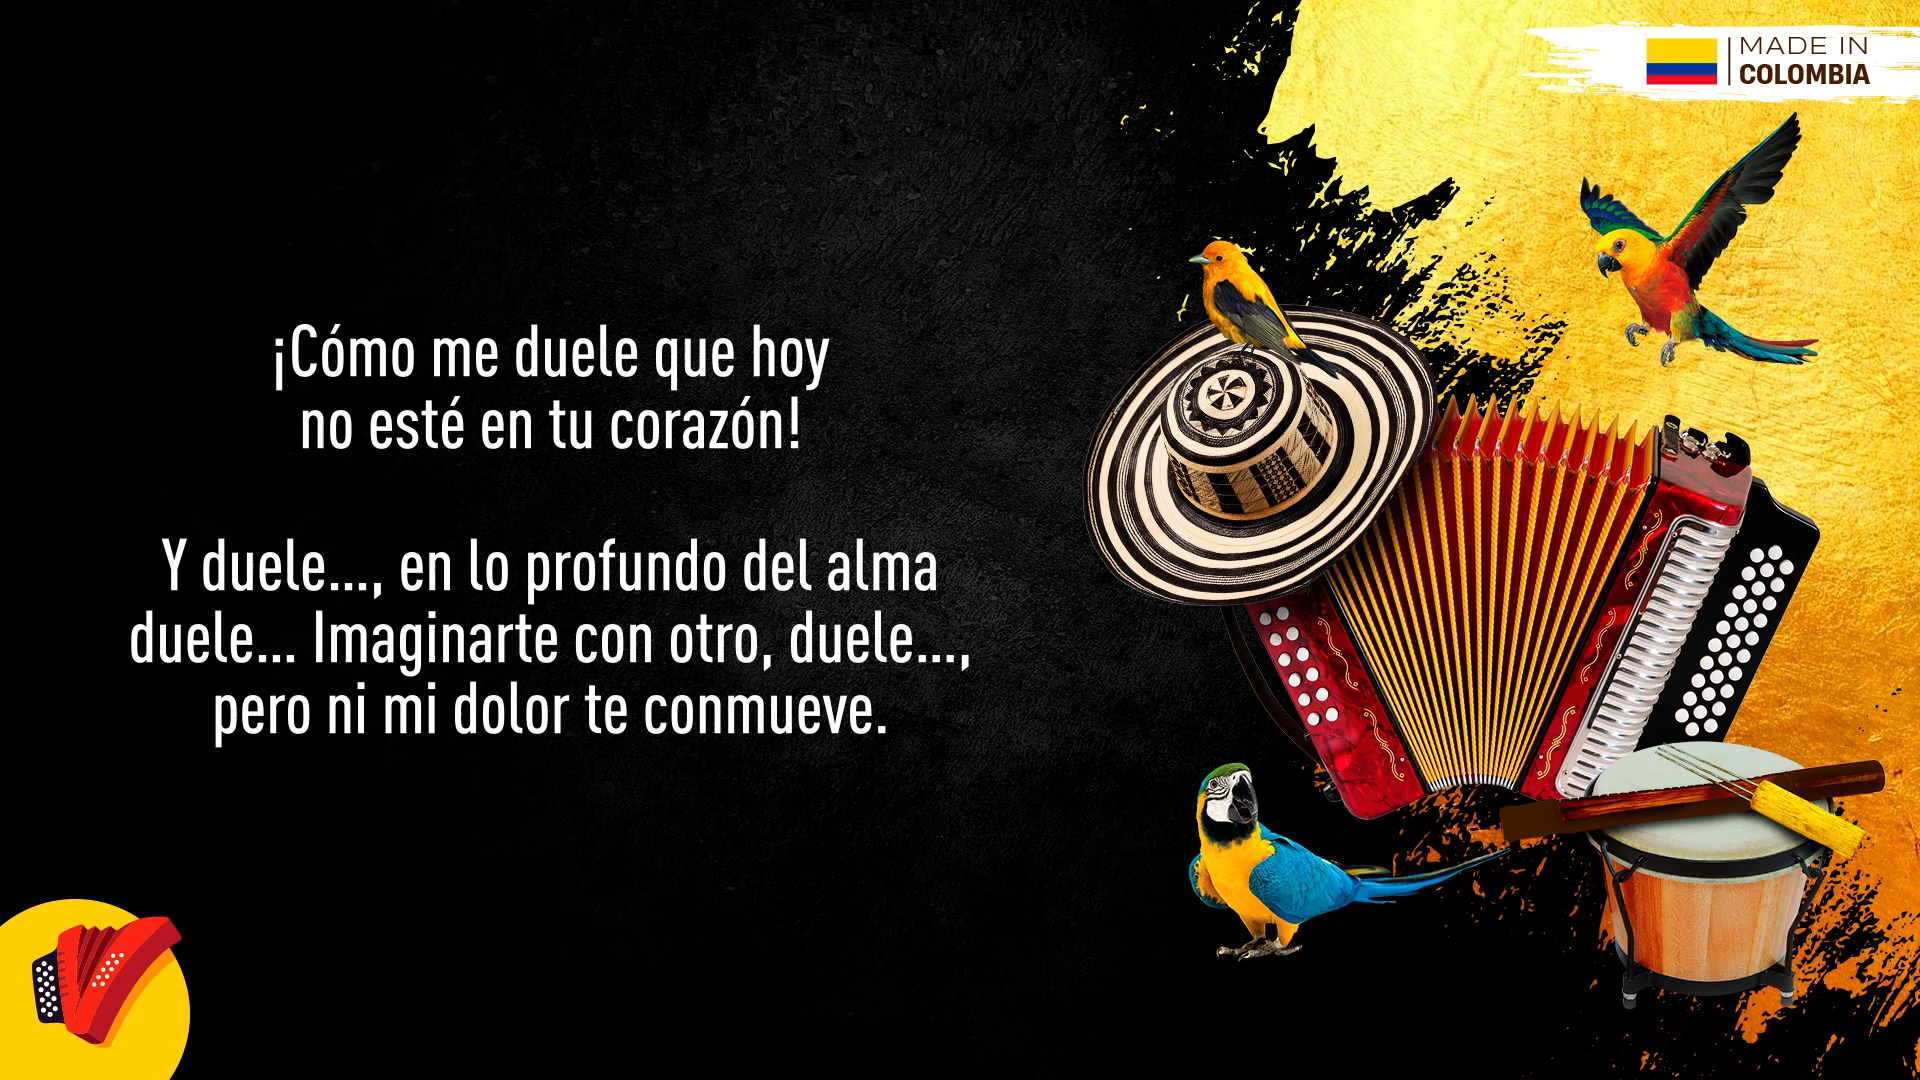 MADE IN
COLOMBIA
¡Cómo me duele que hoy
no esté en tu corazón!
Y duele..., en lo profundo del alma
duele... Imaginarte con otro, duele...,
pero ni mi dolor te conmueve.